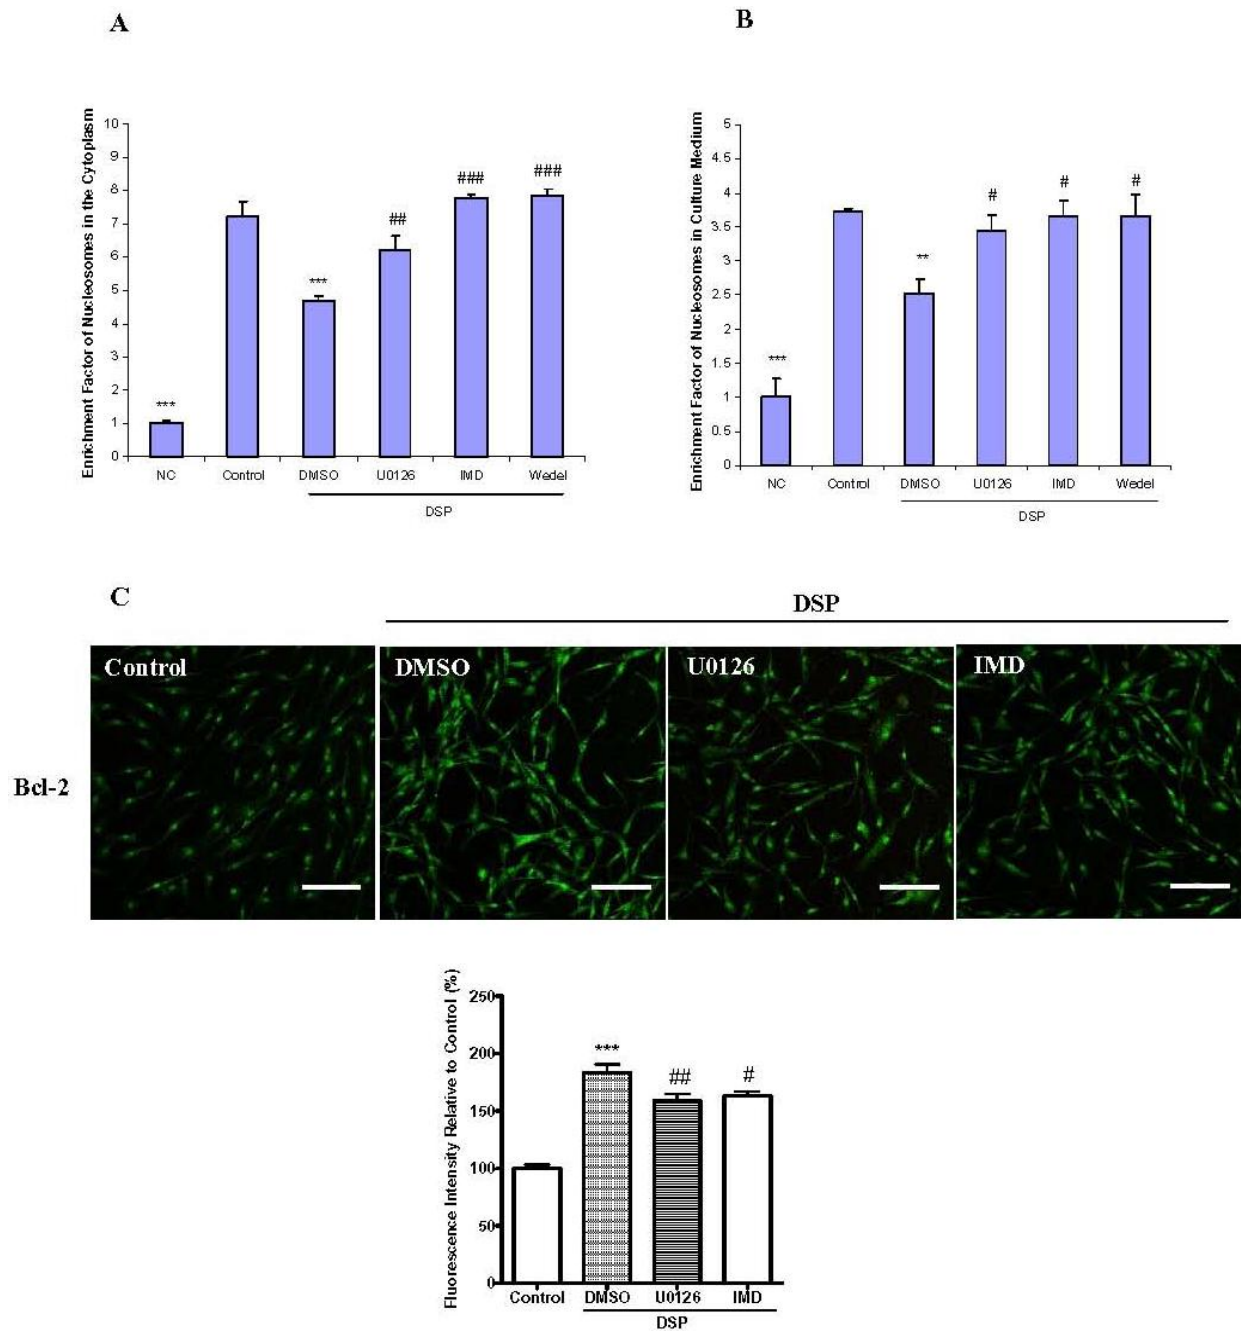 A
B
Enrichment Factor of Nucleosomes in the Cytoplasm
10
9
8
7
6
5
4
3
2
1
0
***
***
##
###
###
NC Control DMSO U0126 IMD Wedel
DSP
Enrichment Factor of Nucleosomes in Culture Medium
5
4.5
4
3.5
3
2.5
2
1.5
1
0.5
0
***
**
#
#
#
NC Control DMSO U0126 IMD Wedel
DSP
C
DSP
Control DMSO U0126 IMD
Bcl-2
Fluorescence Intensity Relative to Control (%)
250
200
150
100
50
0
***
##
#
Control DMSO U0126 IMD
DSP